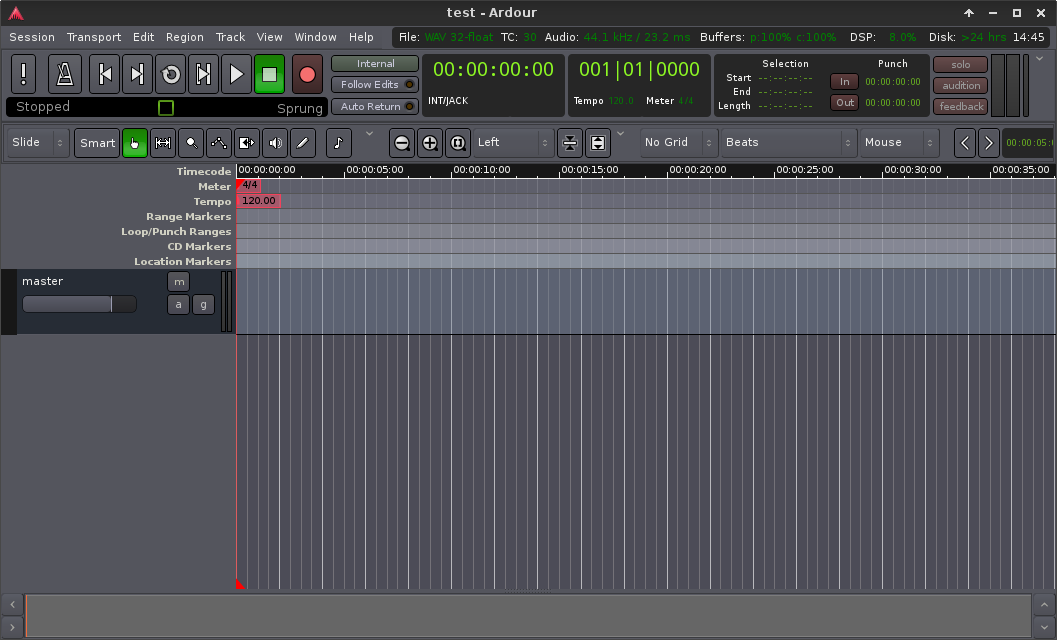 test - Ardour
Session Transport Edit Region Track View Window Help File: WAV 32-float TC: 30 Audio: 44.1 kHz / 23.2 ms Buffers: p:100% c:100% DSP: 8.0% Disk: >24 hrs 14:45
Internal
Follow Edits
Auto Return
Stopped
Sprung
00:00:00:00
INT/JACK
001|01|0000
Tempo 120.0 Meter 4/4
Selection
Start --:--:--:--
End --:--:--:--
Length --:--:--:--
Punch
In 00:00:00:00
Out 00:00:00:00
solo
audition
feedback
Slide Smart Left No Grid Beats Mouse 00:00:05:
Timecode 00:00:00:00 00:00:05:00 00:00:10:00 00:00:15:00 00:00:20:00 00:00:25:00 00:00:30:00 00:00:35:00
Meter 4/4
Tempo 120.00
Range Markers
Loop/Punch Ranges
CD Markers
Location Markers
master m
a g